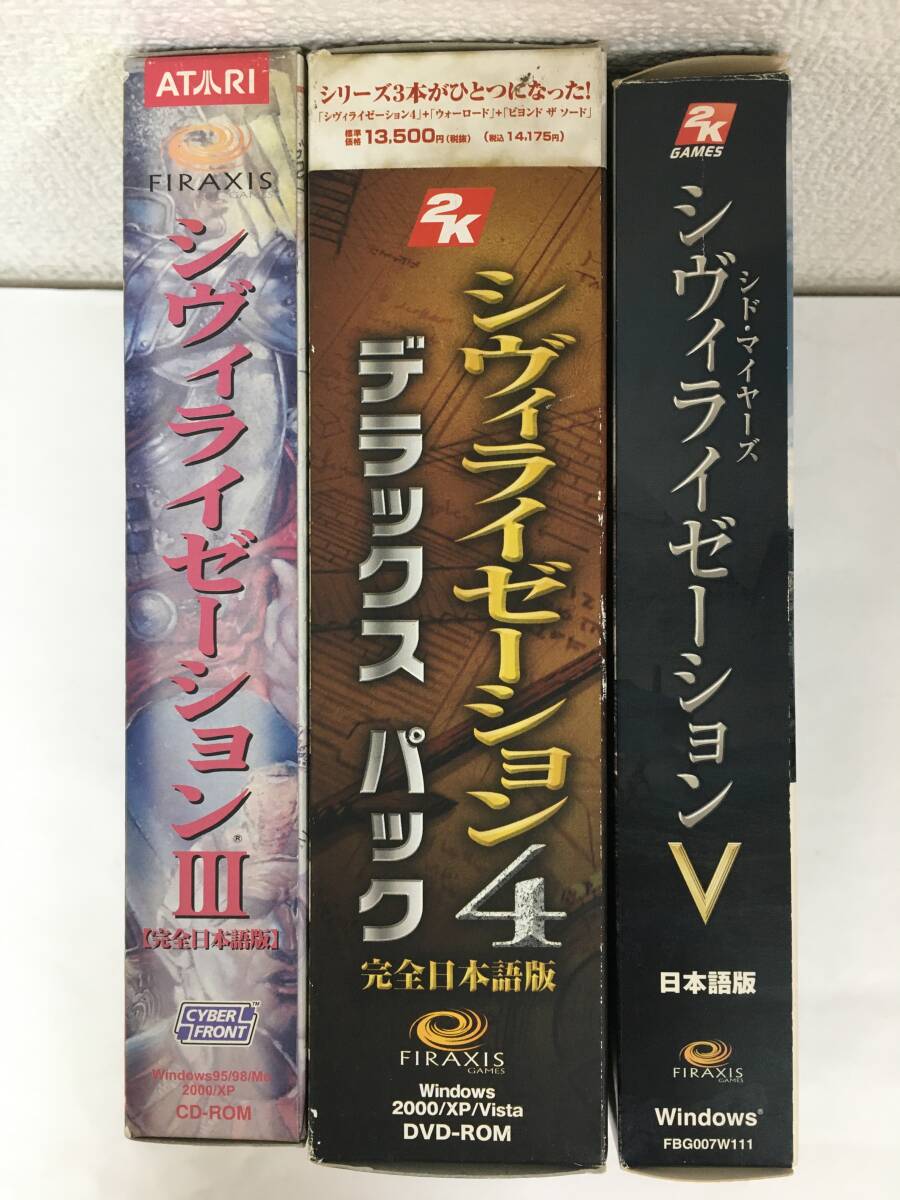 ATARI
FIRAXIS
GAMES
シヴィライゼーションIII®
【完全日本語版】
CYBER
FRONT™
Windows95/98/Me
2000/XP
CD-ROM
シリーズ3本がひとつになった!
「シヴィライゼーション4」+「ウォーロード」+「ビヨンド ザ ソード」
標準価格13,500円(税抜) (税込 14,175円)
2K
シヴィライゼーション4
デラックス パック
完全日本語版
FIRAXIS
GAMES
Windows
2000/XP/Vista
DVD-ROM
2K
GAMES
シド・マイヤーズ
シヴィライゼーション V
日本語版
FIRAXIS
GAMES
Windows®
FBG007W111